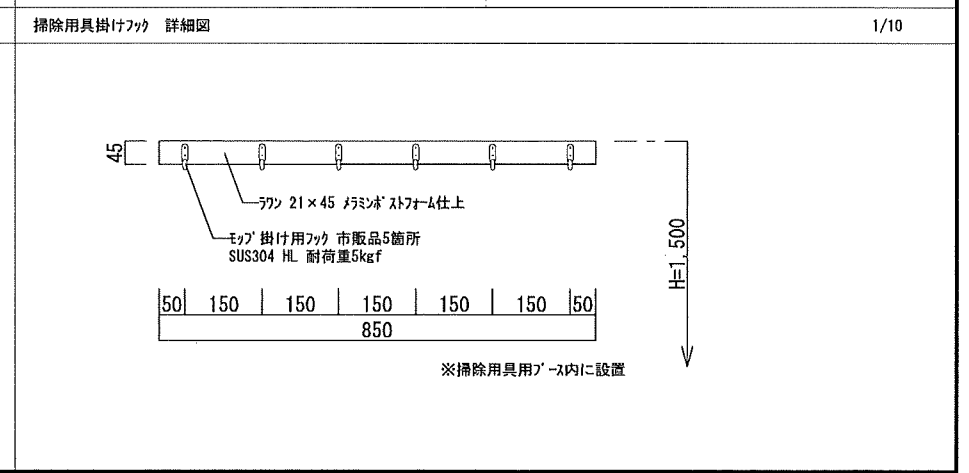 掃除用具掛けﾌｯｸ 詳細図 1/10
45
ﾗﾜﾝ 21×45 ﾒﾗﾐﾝﾎﾟｽﾄﾌｫｰﾑ仕上
ﾓｯﾌﾟ掛け用ﾌｯｸ 市販品5箇所
SUS304 HL 耐荷重5kgf
H=1,500
50 150 150 150 150 150 50
850
※掃除用具用ﾌﾞｰｽ内に設置